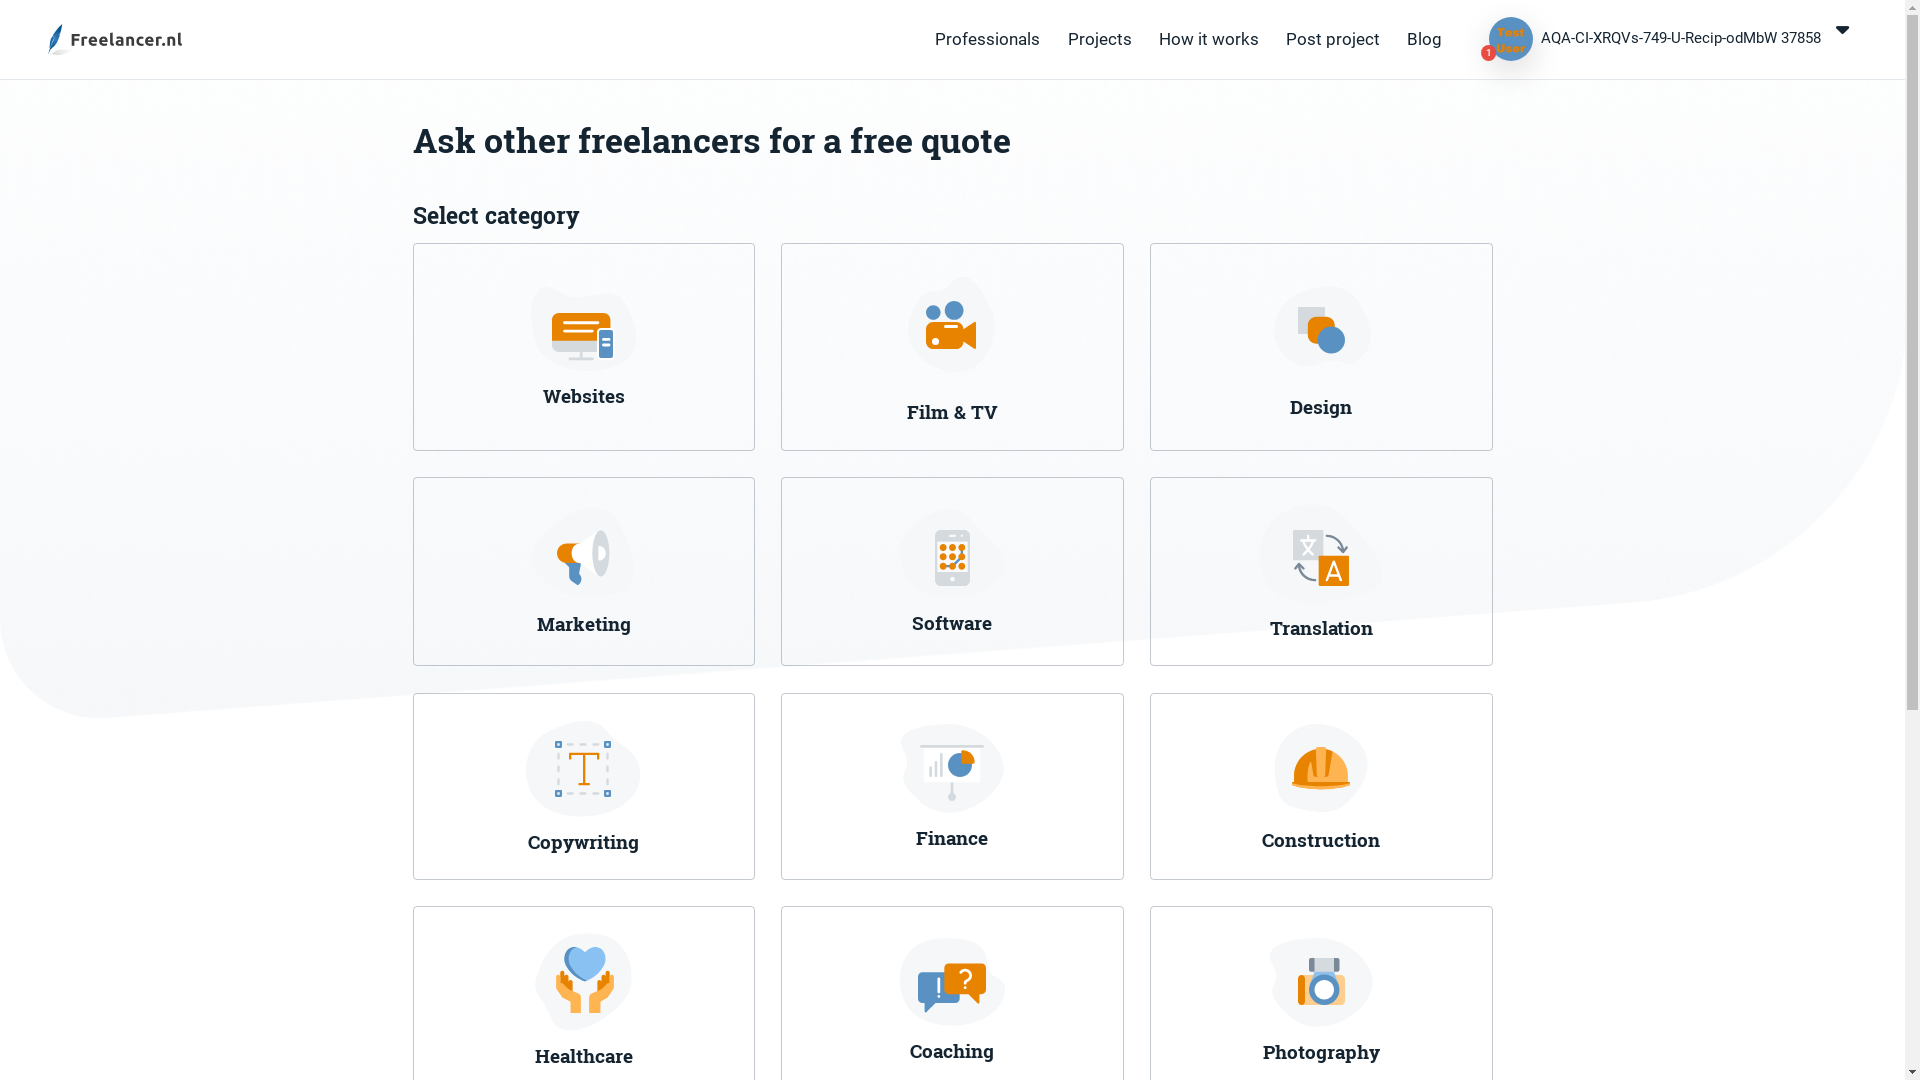 Freelancer.nl
Professionals
Projects
How it works
Post project
Blog
Test
User
1
AQA-CI-XRQVs-749-U-Recip-odMbW 37858
Ask other freelancers for a free quote
Select category
Websites
Film & TV
Design
Marketing
Software
文
A
Translation
T
Copywriting
Finance
Construction
!
?
Healthcare
Coaching
Photography